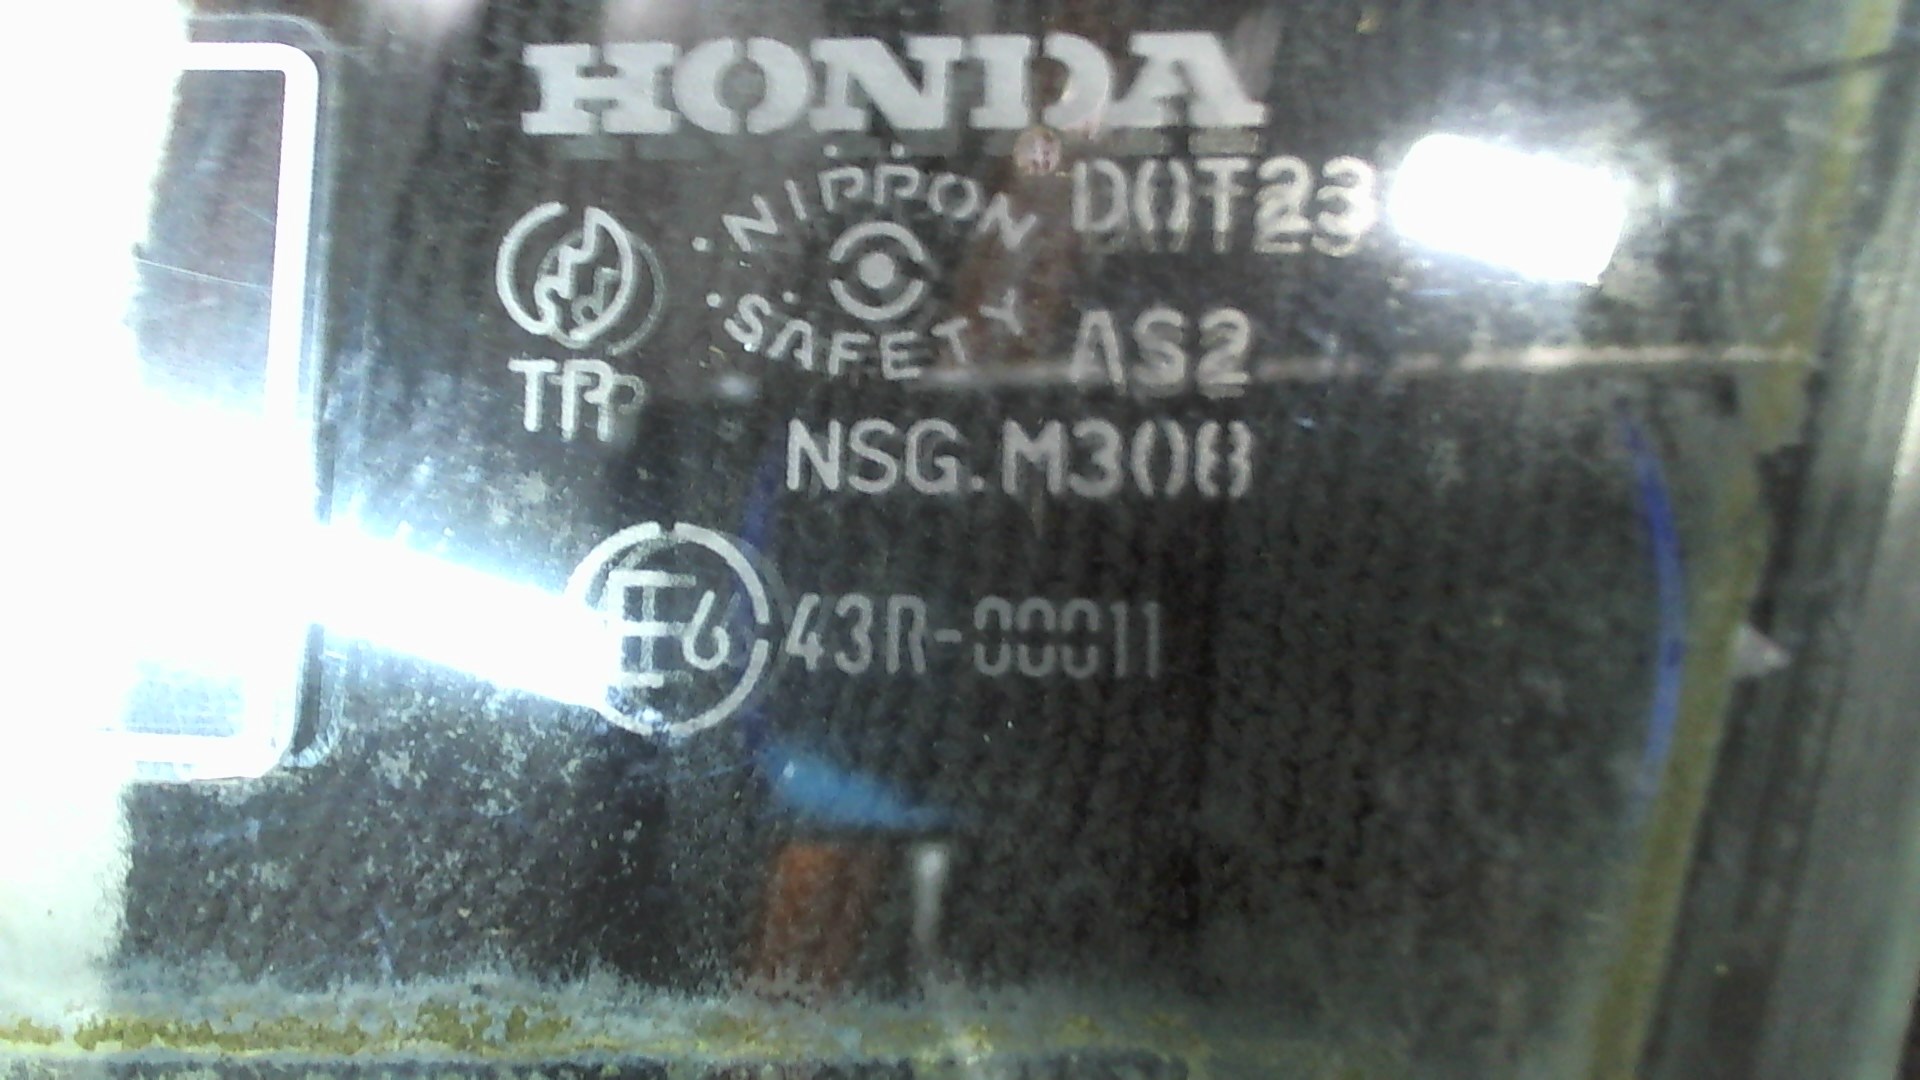 HONDA
NIPPON SAFETY
DOT23
TP
AS2
NSG.M308
E6 43R-00011